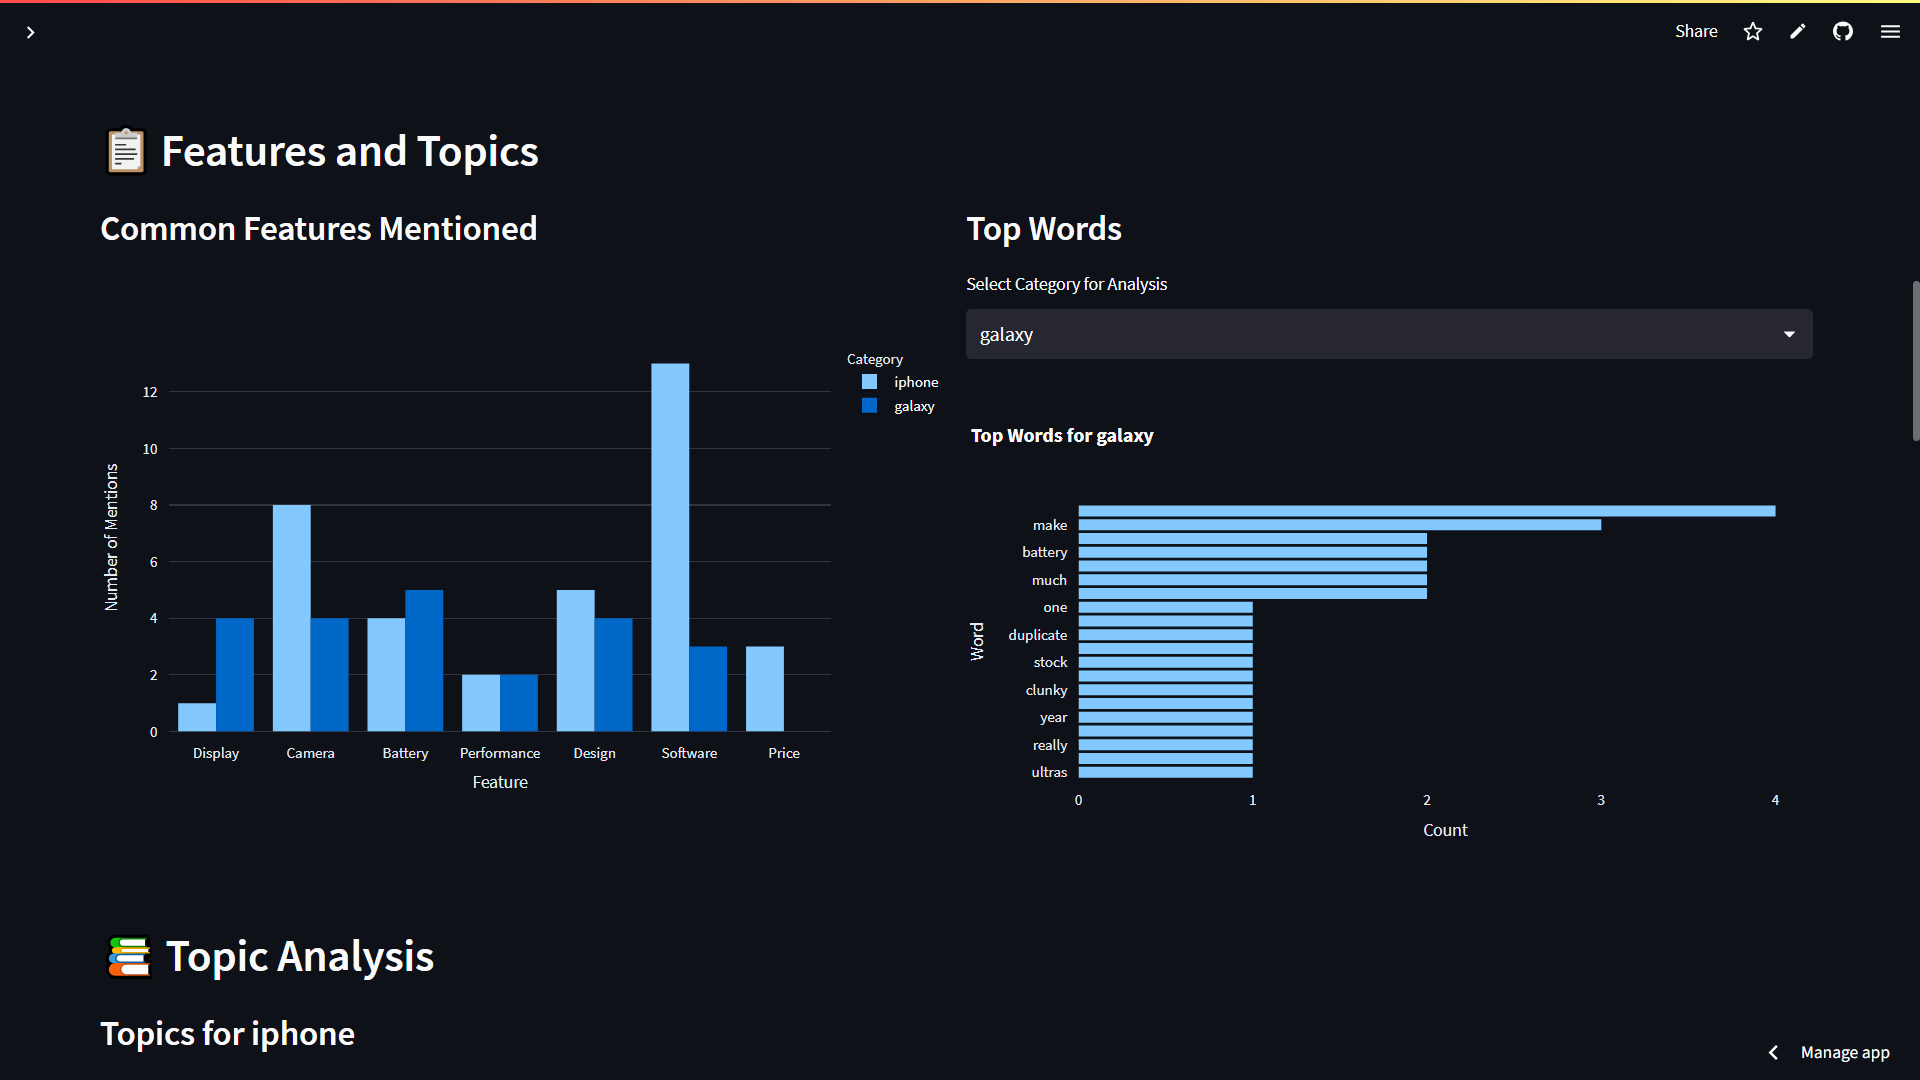 Share
Features and Topics
Common Features Mentioned
Number of Mentions
12
10
8
6
4
2
0
Display Camera Battery Performance Design Software Price
Feature
Category
iphone
galaxy
Top Words
Select Category for Analysis
galaxy
Top Words for galaxy
Word
make
battery
much
one
duplicate
stock
clunky
year
really
ultras
0 1 2 3 4
Count
Topic Analysis
Topics for iphone
Manage app